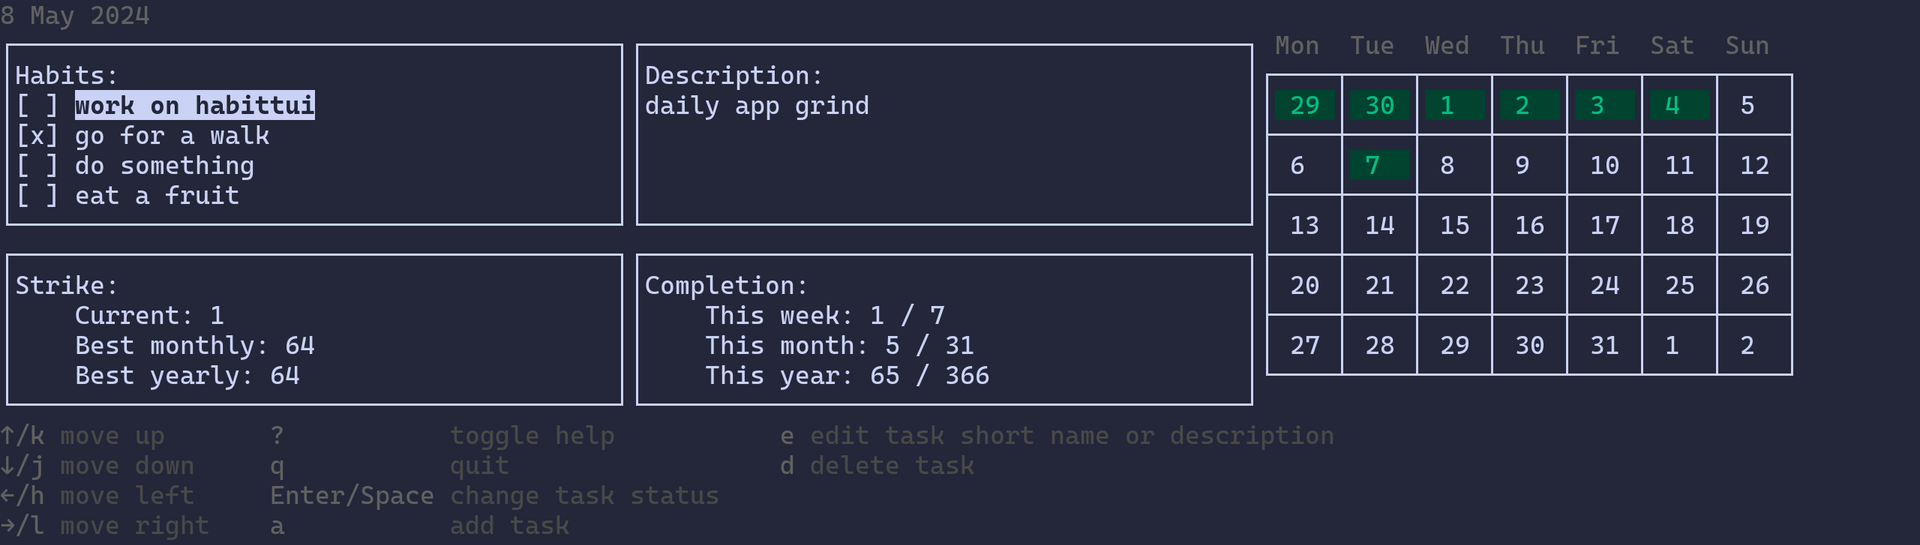 8 May 2024
Habits:
[ ] work on habittui
[x] go for a walk
[ ] do something
[ ] eat a fruit
Description:
daily app grind
Strike:
Current: 1
Best monthly: 64
Best yearly: 64
Completion:
This week: 1 / 7
This month: 5 / 31
This year: 65 / 366
Mon Tue Wed Thu Fri Sat Sun
29 30 1 2 3 4 5
6 7 8 9 10 11 12
13 14 15 16 17 18 19
20 21 22 23 24 25 26
27 28 29 30 31 1 2
↑/k move up ? toggle help e edit task short name or description
↓/j move down q quit d delete task
←/h move left Enter/Space change task status
→/l move right a add task